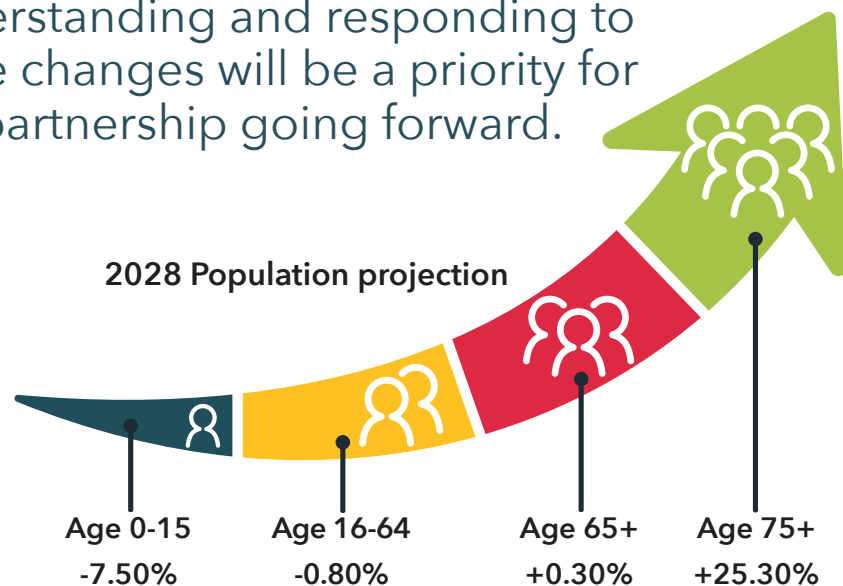 erstanding and responding to
e changes will be a priority for
partnership going forward.
2028 Population projection
Age 0-15
-7.50%
Age 16-64
-0.80%
Age 65+
+0.30%
Age 75+
+25.30%